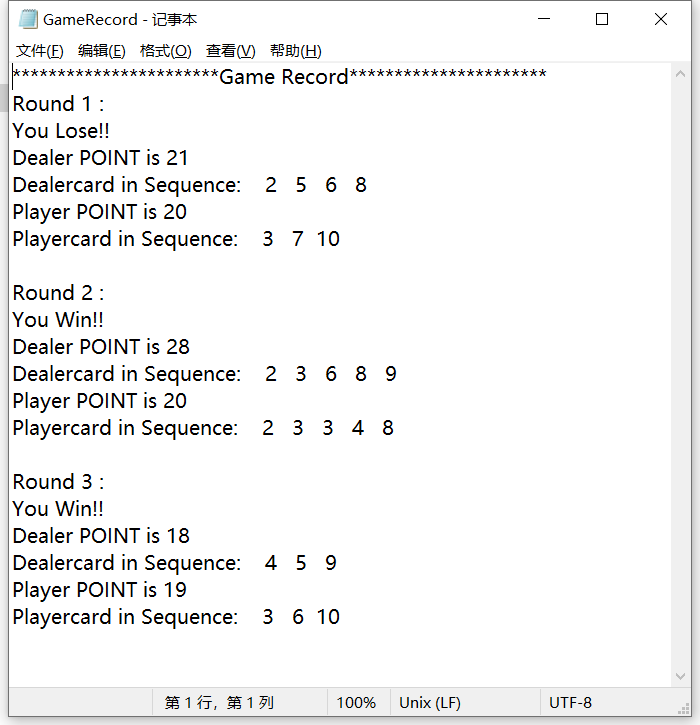 GameRecord - 记事本
文件(F) 编辑(E) 格式(O) 查看(V) 帮助(H)
***********************Game Record**********************
Round 1 :
You Lose!!
Dealer POINT is 21
Dealercard in Sequence:    2   5   6   8
Player POINT is 20
Playercard in Sequence:    3   7  10

Round 2 :
You Win!!
Dealer POINT is 28
Dealercard in Sequence:    2   3   6   8   9
Player POINT is 20
Playercard in Sequence:    2   3   3   4   8

Round 3 :
You Win!!
Dealer POINT is 18
Dealercard in Sequence:    4   5   9
Player POINT is 19
Playercard in Sequence:    3   6  10
第 1 行，第 1 列 100% Unix (LF) UTF-8